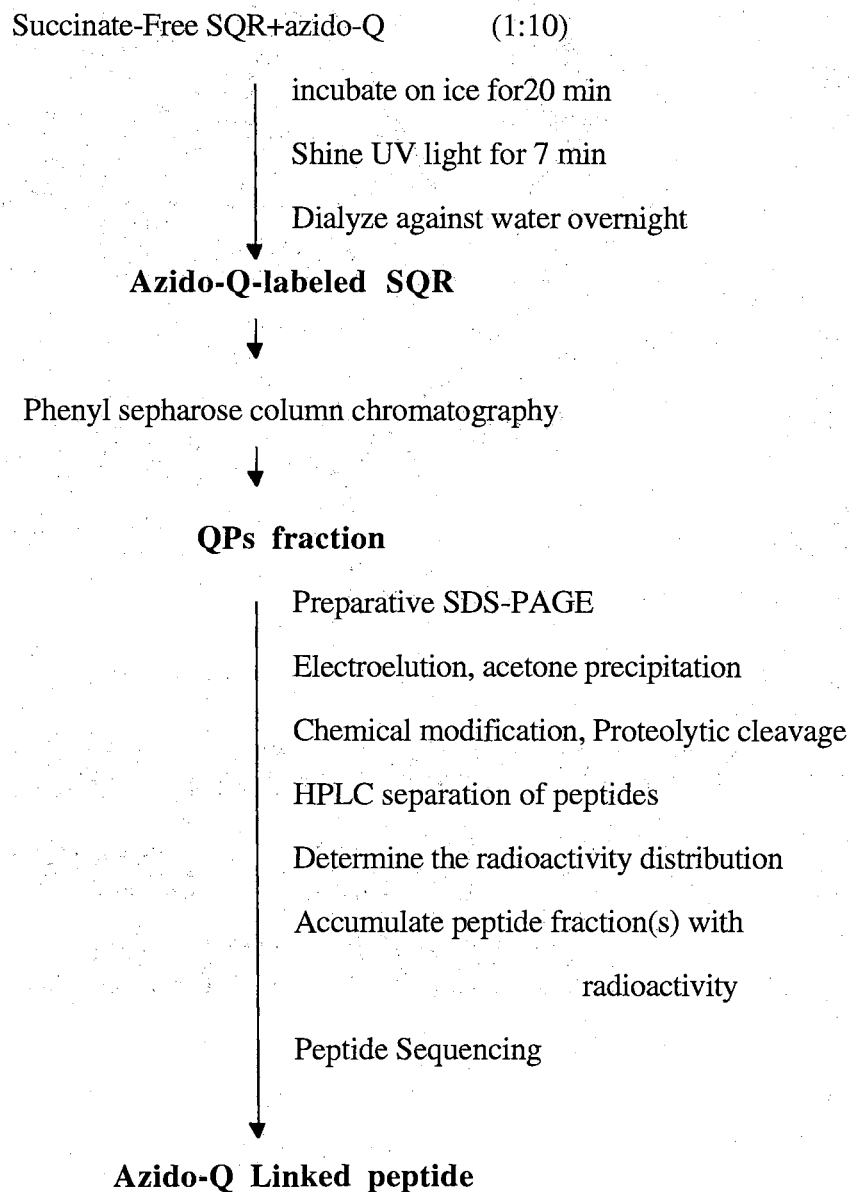 Succinate-Free SQR+azido-Q (1:10)
incubate on ice for20 min
Shine UV light for 7 min
Dialyze against water overnight
Azido-Q-labeled SQR
Phenyl sepharose column chromatography
QPs fraction
Preparative SDS-PAGE
Electroelution, acetone precipitation
Chemical modification, Proteolytic cleavage
HPLC separation of peptides
Determine the radioactivity distribution
Accumulate peptide fraction(s) with
radioactivity
Peptide Sequencing
Azido-Q Linked peptide